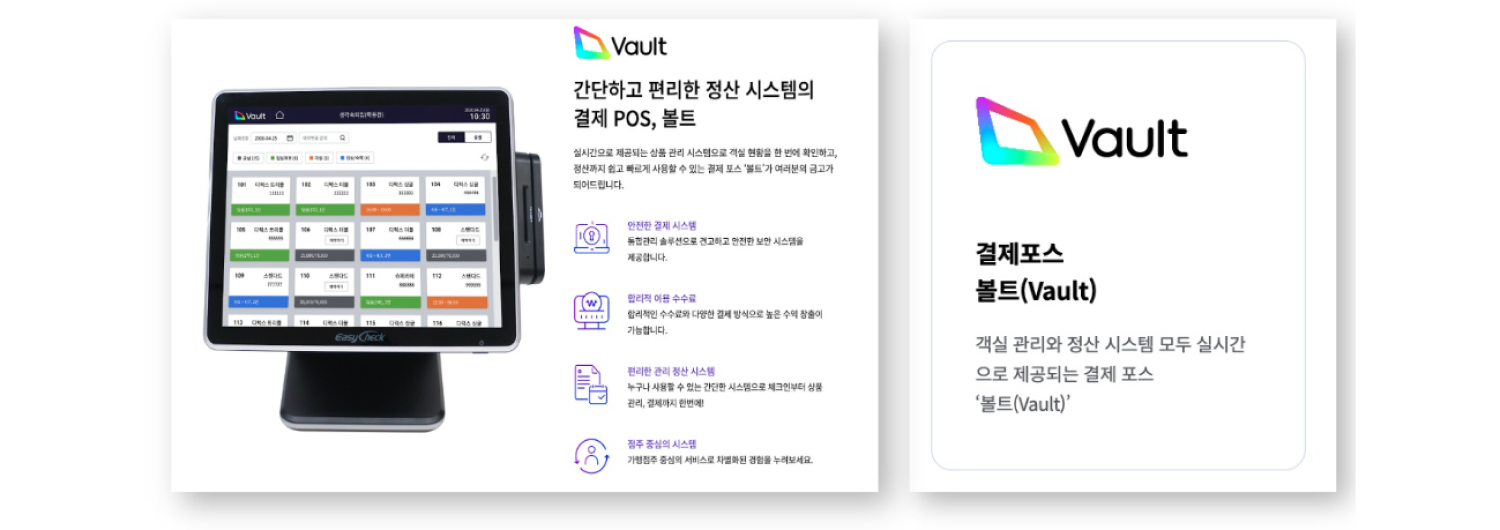 Vault
간단하고 편리한 정산 시스템의
결제 POS, 볼트
실시간으로 제공되는 상품 관리 시스템으로 객실 현황을 한 번에 확인하고,
정산까지 쉽고 빠르게 사용할 수 있는 결제 포스 '볼트'가 여러분의 금고가
되어드립니다.
안전한 결제 시스템
통합관리 솔루션으로 견고하고 안전한 보안 시스템을
제공합니다.
합리적 이용 수수료
합리적인 수수료와 다양한 결제 방식으로 높은 수익 창출이
가능합니다.
편리한 관리 정산 시스템
누구나 사용할 수 있는 간단한 시스템으로 체크인부터 상품
관리, 결제까지 한번에!
점주 중심의 시스템
가맹점주 중심의 서비스로 차별화된 경험을 누려보세요.
Vault
10:30
101 디럭스 트리플
102 디럭스 더블
103 디럭스 싱글
104 디럭스 싱글
105 디럭스 트리플
106 디럭스 더블
107 디럭스 더블
108 스탠다드
109 스탠다드
110 스탠다드
111 슈페리어
112 스탠다드
113 디럭스 트리플
114 디럭스 더블
115 디럭스 싱글
116 디럭스 싱글
EasyCheck
Vault
결제포스
볼트(Vault)
객실 관리와 정산 시스템 모두 실시간
으로 제공되는 결제 포스
‘볼트(Vault)’